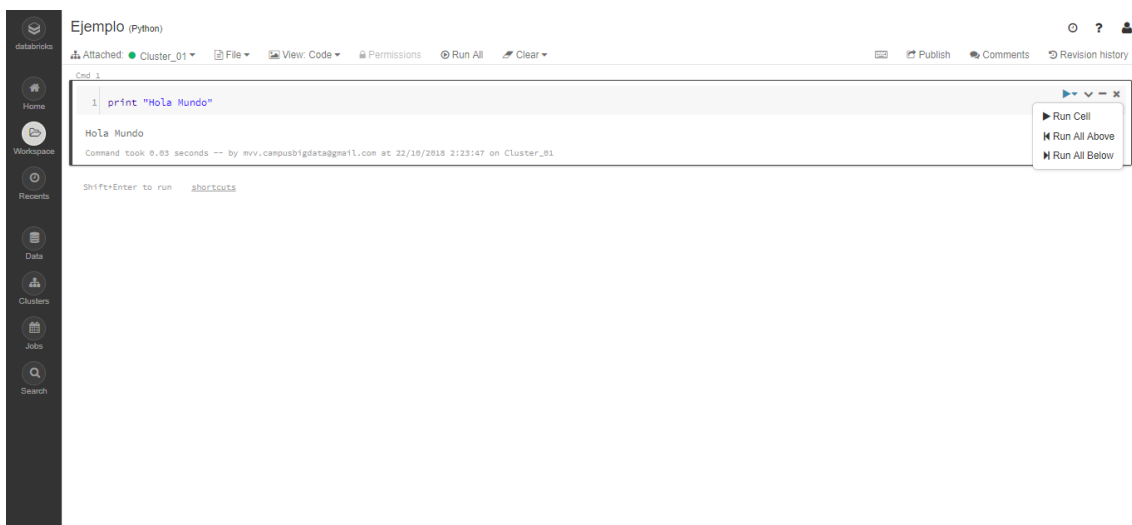 databricks
Home
Workspace
Recents
Data
Clusters
Jobs
Search
Ejemplo (Python)
?
Attached: Cluster_01 File View: Code Permissions Run All Clear Publish Comments Revision history
Cmd 1
1 print "Hola Mundo"
Hola Mundo
Command took 0.03 seconds -- by mvv.campusbigdata@gmail.com at 22/10/2018 2:23:47 on Cluster_01
Run Cell
Run All Above
Run All Below
Shift+Enter to run shortcuts